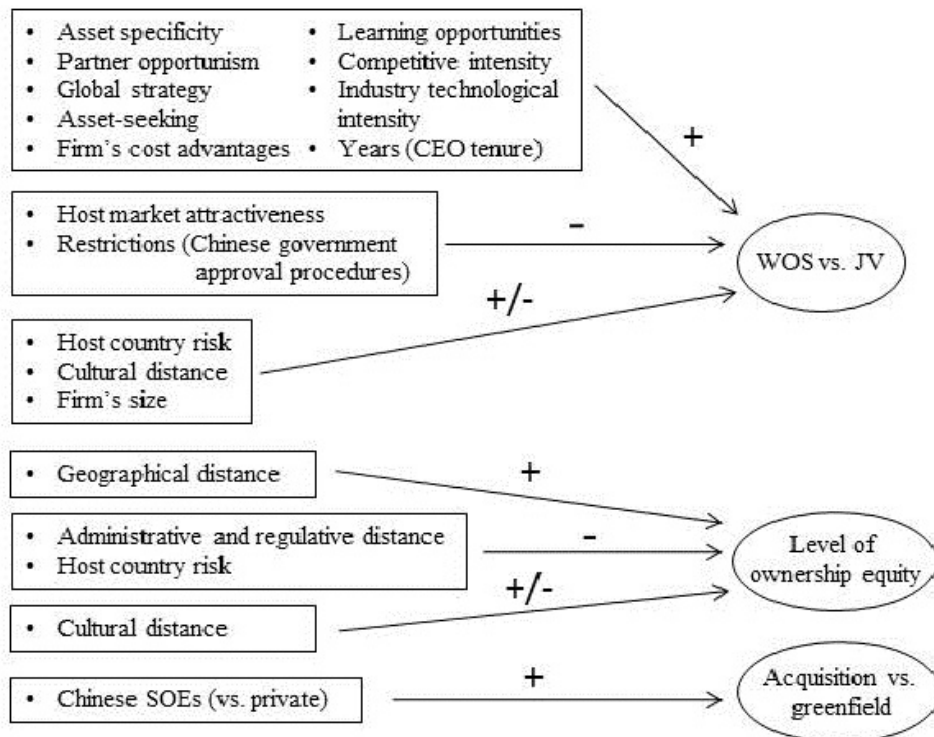 • Asset specificity
• Partner opportunism
• Global strategy
• Asset-seeking
• Firm's cost advantages
• Learning opportunities
• Competitive intensity
• Industry technological
intensity
• Years (CEO tenure)
+
• Host market attractiveness
• Restrictions (Chinese government
approval procedures)
-
WOS vs. JV
+/-
• Host country risk
• Cultural distance
• Firm's size
• Geographical distance
+
• Administrative and regulative distance
• Host country risk
-
Level of
ownership equity
+/-
• Cultural distance
• Chinese SOEs (vs. private)
+
Acquisition vs.
greenfield